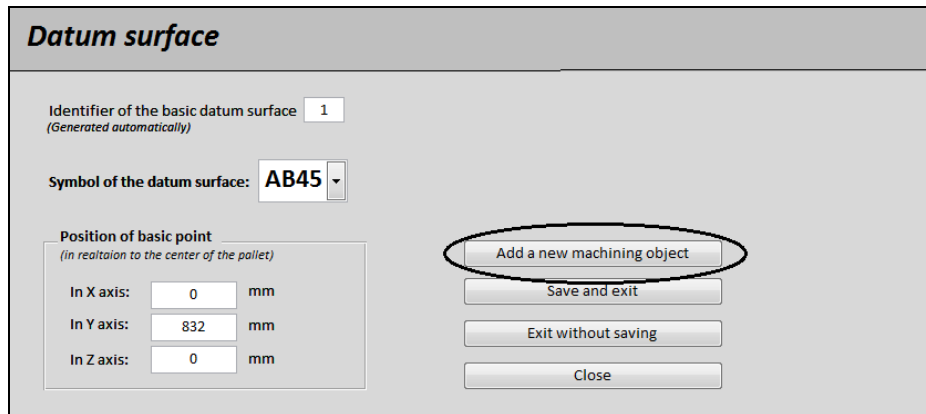 Datum surface
Identifier of the basic datum surface 1
(Generated automatically)
Symbol of the datum surface: AB45
Position of basic point
(in realtaion to the center of the pallet)
In X axis: 0 mm
In Y axis: 832 mm
In Z axis: 0 mm
Add a new machining object
Save and exit
Exit without saving
Close